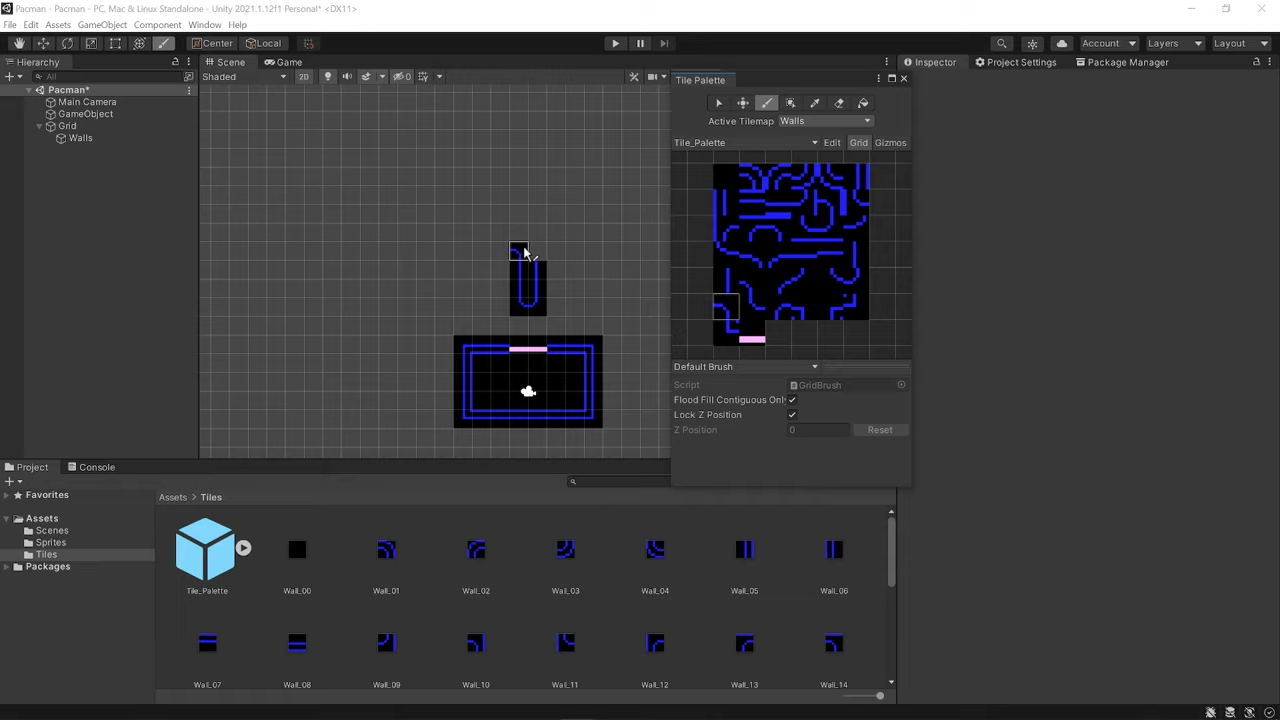 Pacman - Pacman - PC, Mac & Linux Standalone - Unity 2021.1.12f1 Personal* <DX11>
File Edit Assets GameObject Component Window Help
Center Local Account Layers Layout
Hierarchy Scene Game Inspector Project Settings Package Manager
All Shaded 2D 0 Tile Palette
Pacman*
Main Camera
GameObject
Active Tilemap Walls
Grid
Walls
Tile_Palette Edit Grid Gizmos
Default Brush
Script GridBrush
Flood Fill Contiguous Onl
Lock Z Position
Z Position 0 Reset
Project Console
Favorites
Assets > Tiles
Assets
Scenes
Sprites
Tiles
Packages
Tile_Palette Wall_00 Wall_01 Wall_02 Wall_03 Wall_04 Wall_05 Wall_06
Wall_07 Wall_08 Wall_09 Wall_10 Wall_11 Wall_12 Wall_13 Wall_14